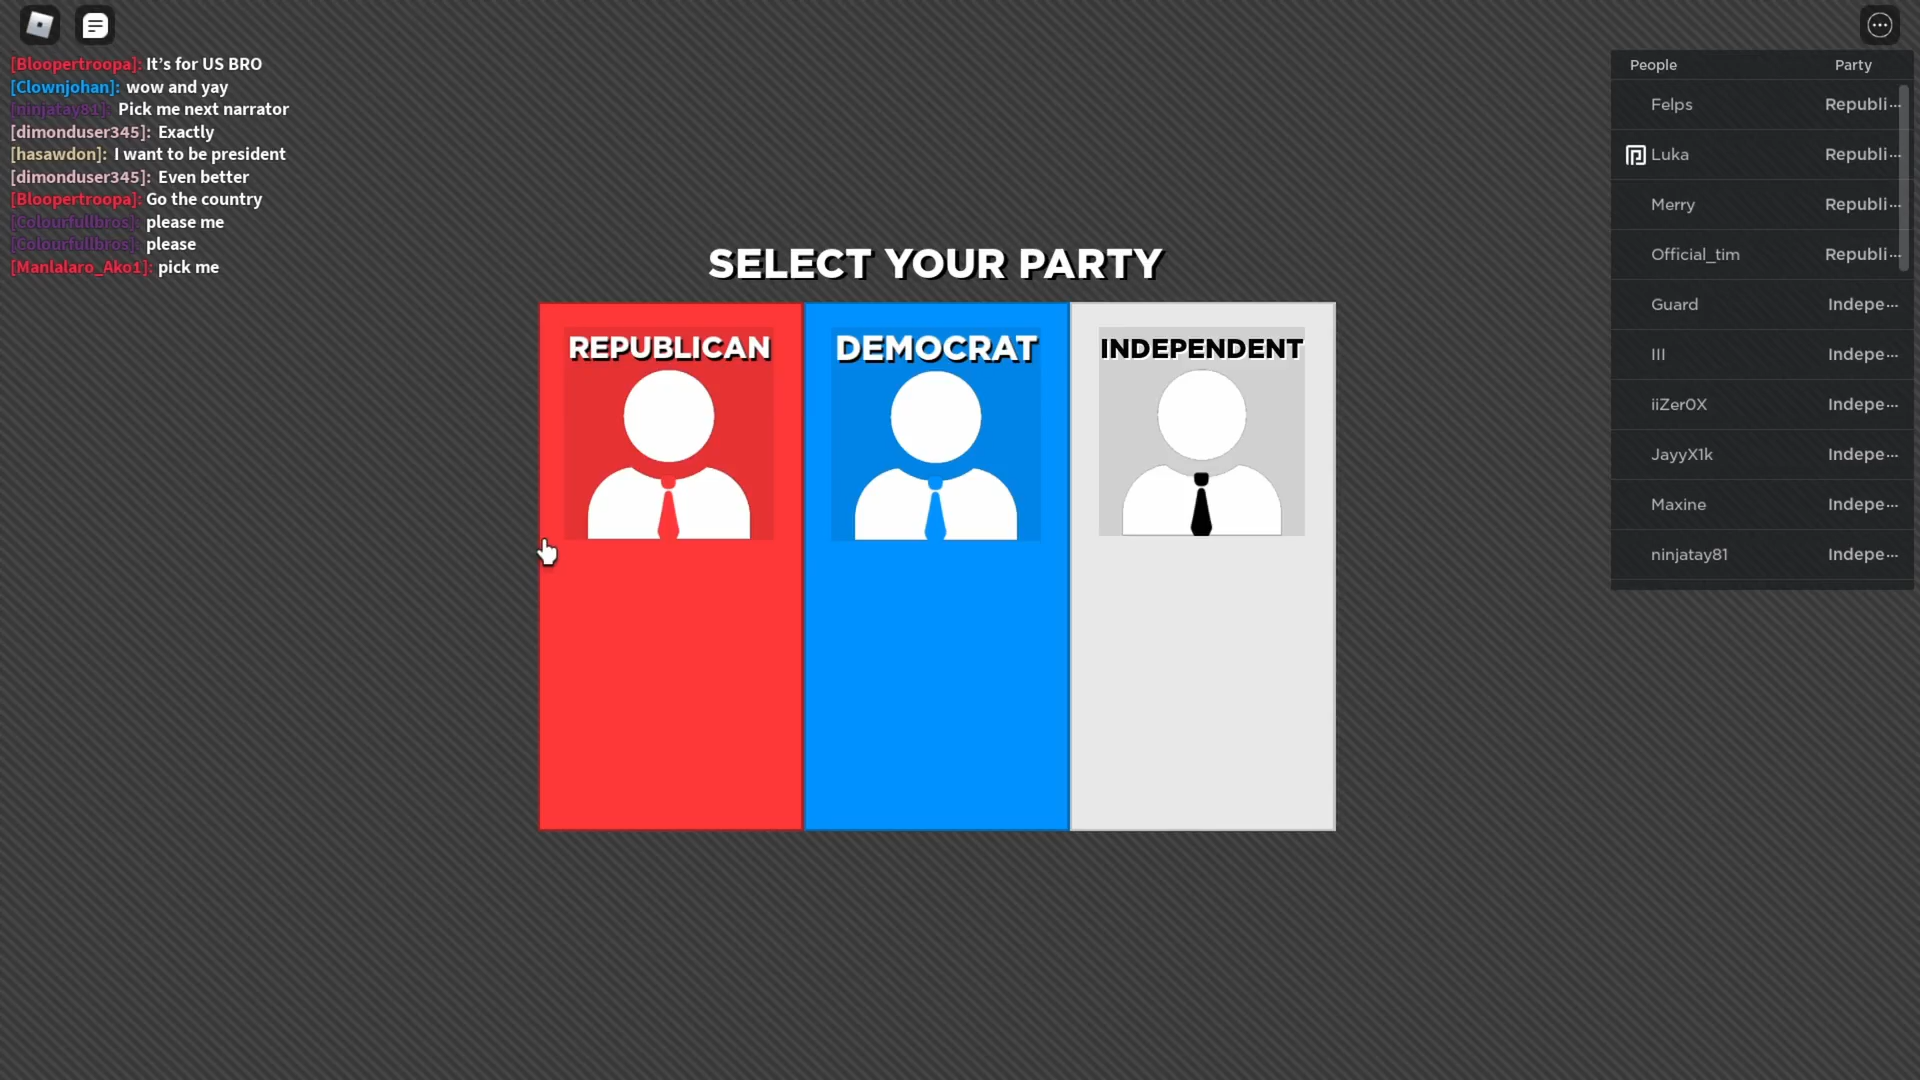 [Bloopertroopa]: It's for US BRO
[Clownjohan]: wow and yay
[ninjatay81]: Pick me next narrator
[dimonduser345]: Exactly
[hasawdon]: I want to be president
[dimonduser345]: Even better
[Bloopertroopa]: Go the country
[Colourfullbros]: please me
[Colourfullbros]: please
[Manlalaro_Ako1]: pick me
SELECT YOUR PARTY
REPUBLICAN
DEMOCRAT
INDEPENDENT
People Party
Felps Republi...
Luka Republi...
Merry Republi...
Official_tim Republi...
Guard Indepe...
III Indepe...
iiZer0X Indepe...
JayyX1k Indepe...
Maxine Indepe...
ninjatay81 Indepe...